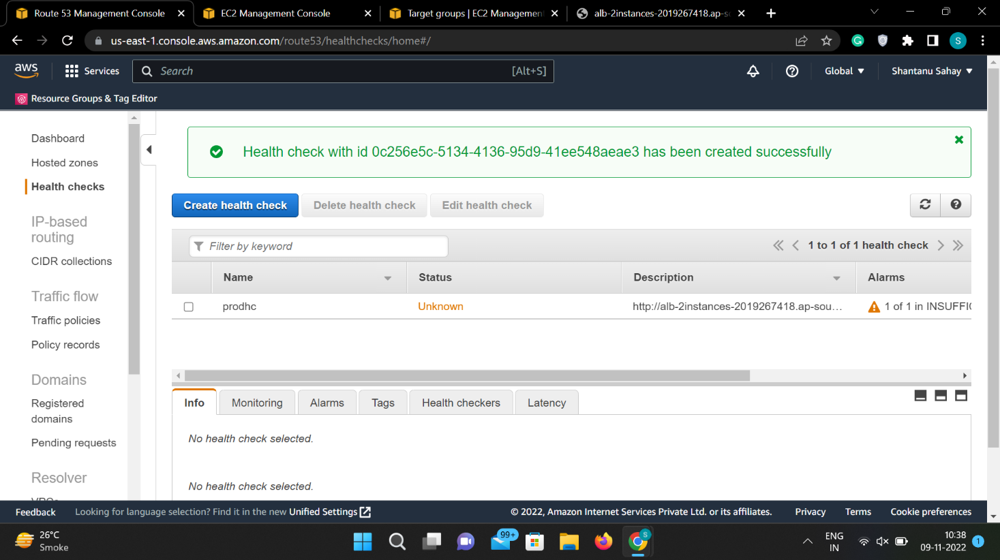 Route 53 Management Console
EC2 Management Console
Target groups | EC2 Managemen
alb-2instances-2019267418.ap-s
us-east-1.console.aws.amazon.com/route53/healthchecks/home#/
G
S
aws
Services
Search
[Alt+S]
Global
Shantanu Sahay
Resource Groups & Tag Editor
Dashboard
Hosted zones
Health checks
IP-based
routing
CIDR collections
Traffic flow
Traffic policies
Policy records
Domains
Registered
domains
Pending requests
Resolver
Health check with id 0c256e5c-5134-4136-95d9-41ee548aeae3 has been created successfully
Create health check
Delete health check
Edit health check
Filter by keyword
1 to 1 of 1 health check
Name
Status
Description
Alarms
prodhc
Unknown
http://alb-2instances-2019267418.ap-sou...
1 of 1 in INSUFFI
Info
Monitoring
Alarms
Tags
Health checkers
Latency
No health check selected.
No health check selected.
Feedback
Looking for language selection? Find it in the new Unified Settings
© 2022, Amazon Internet Services Private Ltd. or its affiliates.
Privacy
Terms
Cookie preferences
26°C
Smoke
99+
S
ENG
IN
10:38
09-11-2022
1